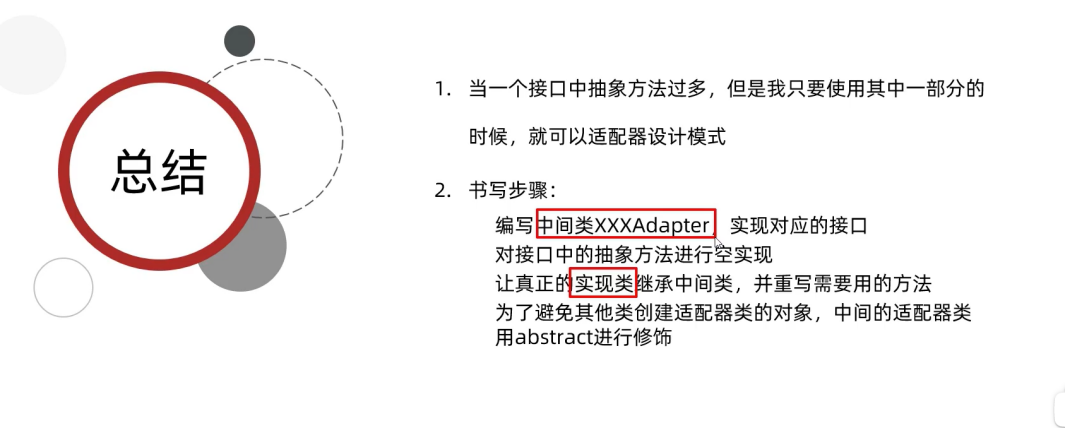 总结
1. 当一个接口中抽象方法过多，但是我只要使用其中一部分的
时候，就可以适配器设计模式
2. 书写步骤：
编写中间类XXXAdapter，实现对应的接口
对接口中的抽象方法进行空实现
让真正的实现类继承中间类，并重写需要用的方法
为了避免其他类创建适配器类的对象，中间的适配器类
用abstract进行修饰